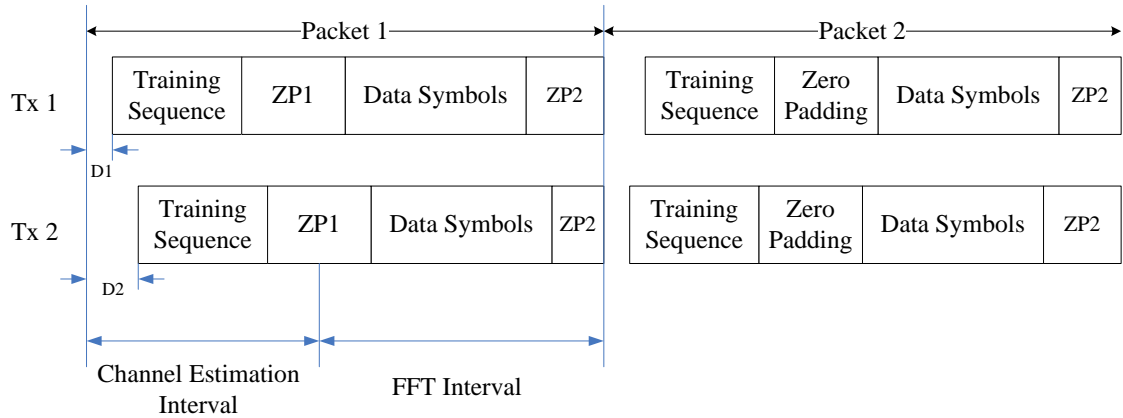 Packet 1
Packet 2
Tx 1
Training
Sequence
ZP1
Data Symbols
ZP2
Training
Sequence
Zero
Padding
Data Symbols
ZP2
D1
Tx 2
Training
Sequence
ZP1
Data Symbols
ZP2
Training
Sequence
Zero
Padding
Data Symbols
ZP2
D2
Channel Estimation
Interval
FFT Interval